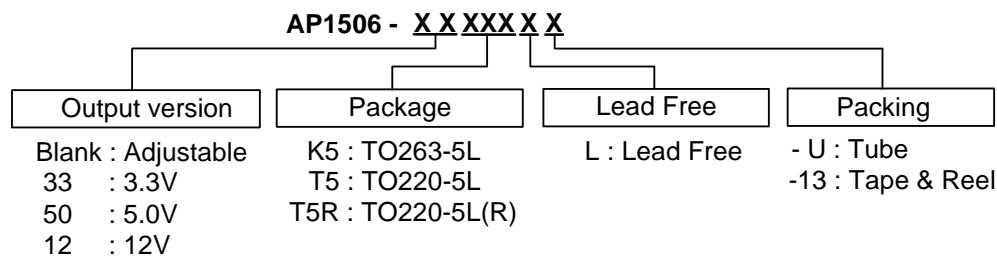 AP1506 - X X XXX X X
Output version
Package
Lead Free
Packing
Blank : Adjustable
33 : 3.3V
50 : 5.0V
12 : 12V
K5 : TO263-5L
T5 : TO220-5L
T5R : TO220-5L(R)
L : Lead Free
- U : Tube
-13 : Tape & Reel